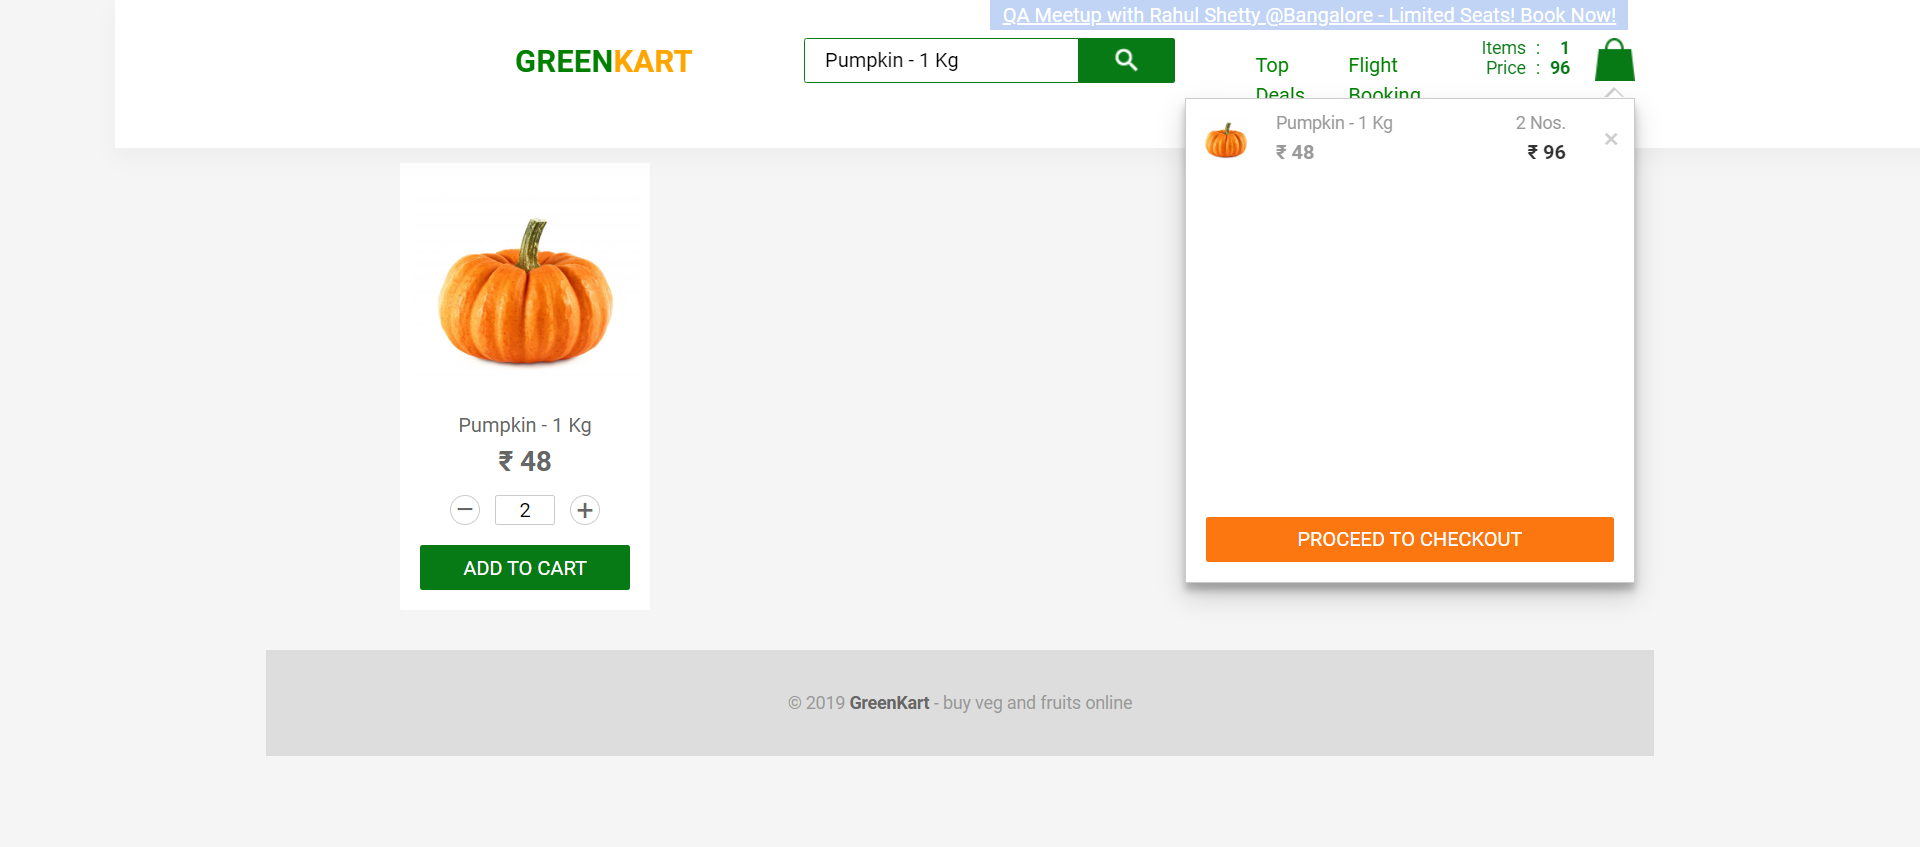 QA Meetup with Rahul Shetty @Bangalore - Limited Seats! Book Now!
GREENKART
Pumpkin - 1 Kg
Top Deals
Flight Booking
Items : 1
Price : 96
Pumpkin - 1 Kg
₹ 48
2 Nos.
₹ 96
×
PROCEED TO CHECKOUT
Pumpkin - 1 Kg
₹ 48
− 2 +
ADD TO CART
© 2019 GreenKart - buy veg and fruits online